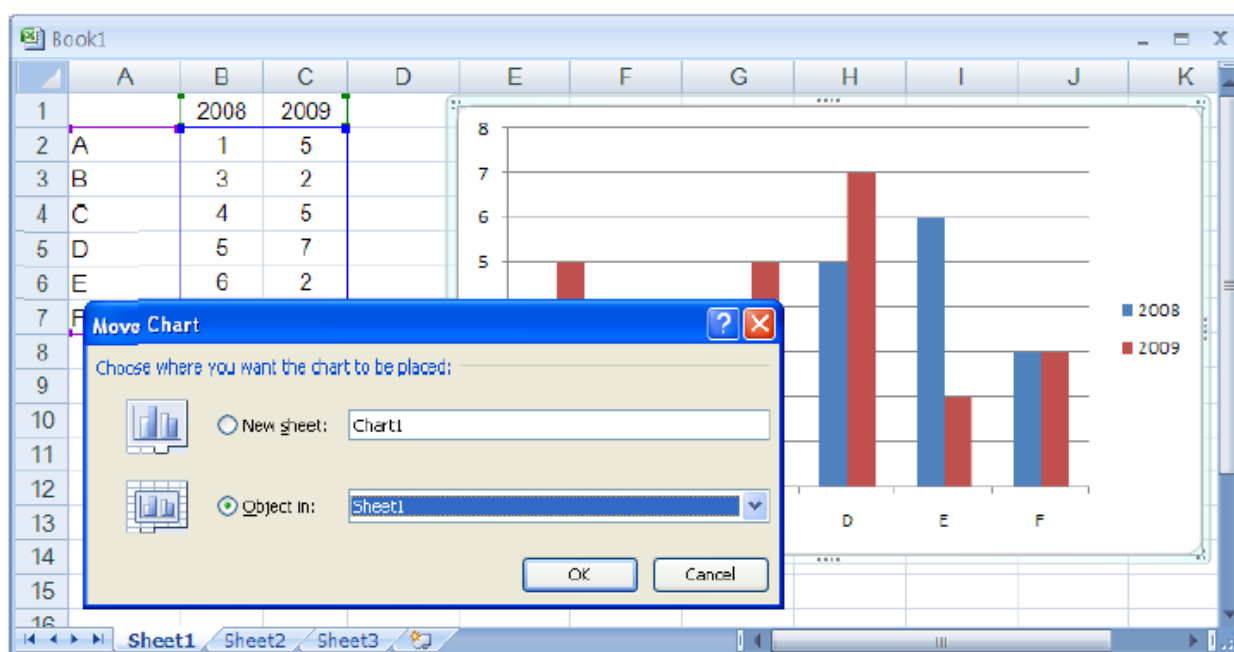 Book1
A B C D E F G H I J K
1 2008 2009
2 A 1 5
3 B 3 2
4 C 4 5
5 D 5 7
6 E 6 2
7 F
8
9
10
11
12
13
14
15
16
8
7
6
5
D E F
2008
2009
Move Chart
Choose where you want the chart to be placed:
New sheet: Chart1
Object in: Sheet1
OK Cancel
Sheet1 Sheet2 Sheet3